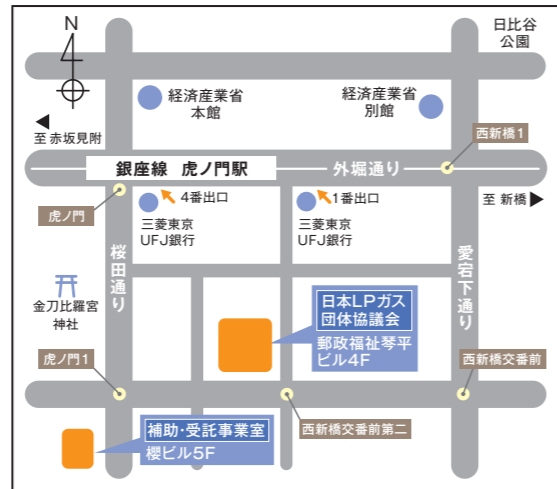 N
日比谷
公園
経済産業省
本館
経済産業省
別館
至 赤坂見附
西新橋1
銀座線 虎ノ門駅
外堀通り
虎ノ門
4番出口
1番出口
至 新橋
三菱東京
UFJ銀行
三菱東京
UFJ銀行
桜田通り
愛宕下通り
金刀比羅宮
神社
日本LPガス
団体協議会
郵政福祉琴平
ビル4F
虎ノ門1
西新橋交番前
西新橋交番前第二
補助・受託事業室
櫻ビル5F